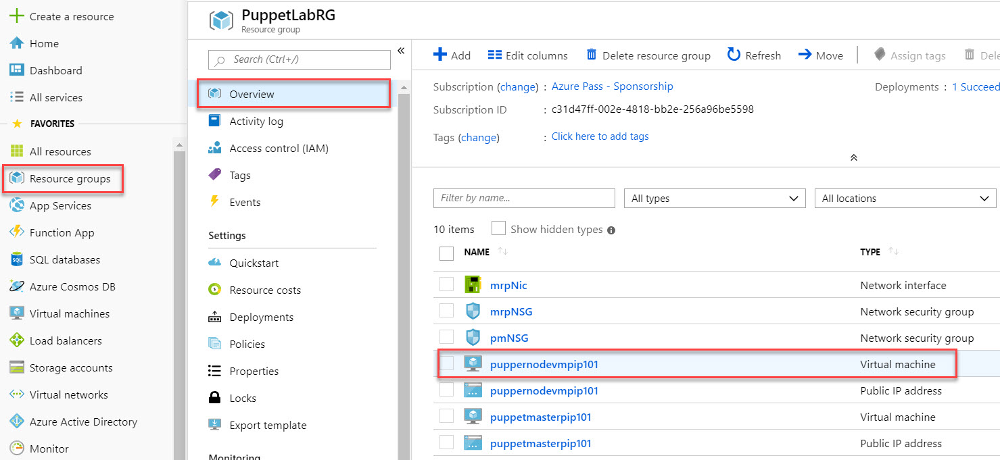 Create a resource
Home
Dashboard
All services
FAVORITES
All resources
Resource groups
App Services
Function App
SQL databases
Azure Cosmos DB
Virtual machines
Load balancers
Storage accounts
Virtual networks
Azure Active Directory
Monitor
PuppetLabRG
Resource group
Search (Ctrl+/)
«
Overview
Activity log
Access control (IAM)
Tags
Events
Settings
Quickstart
Resource costs
Deployments
Policies
Properties
Locks
Export template
Monitoring
Add Edit columns Delete resource group Refresh Move Assign tags Dele
Subscription (change) : Azure Pass - Sponsorship Deployments : 1 Succeed
Subscription ID : c31d47ff-002e-4818-bb2e-256a96be5598
Tags (change) : Click here to add tags
Filter by name... All types All locations
10 items Show hidden types
NAME TYPE
mrpNic Network interface
mrpNSG Network security group
pmNSG Network security group
puppernodevmpip101 Virtual machine
puppernodevmpip101 Public IP address
puppetmasterpip101 Virtual machine
puppetmasterpip101 Public IP address